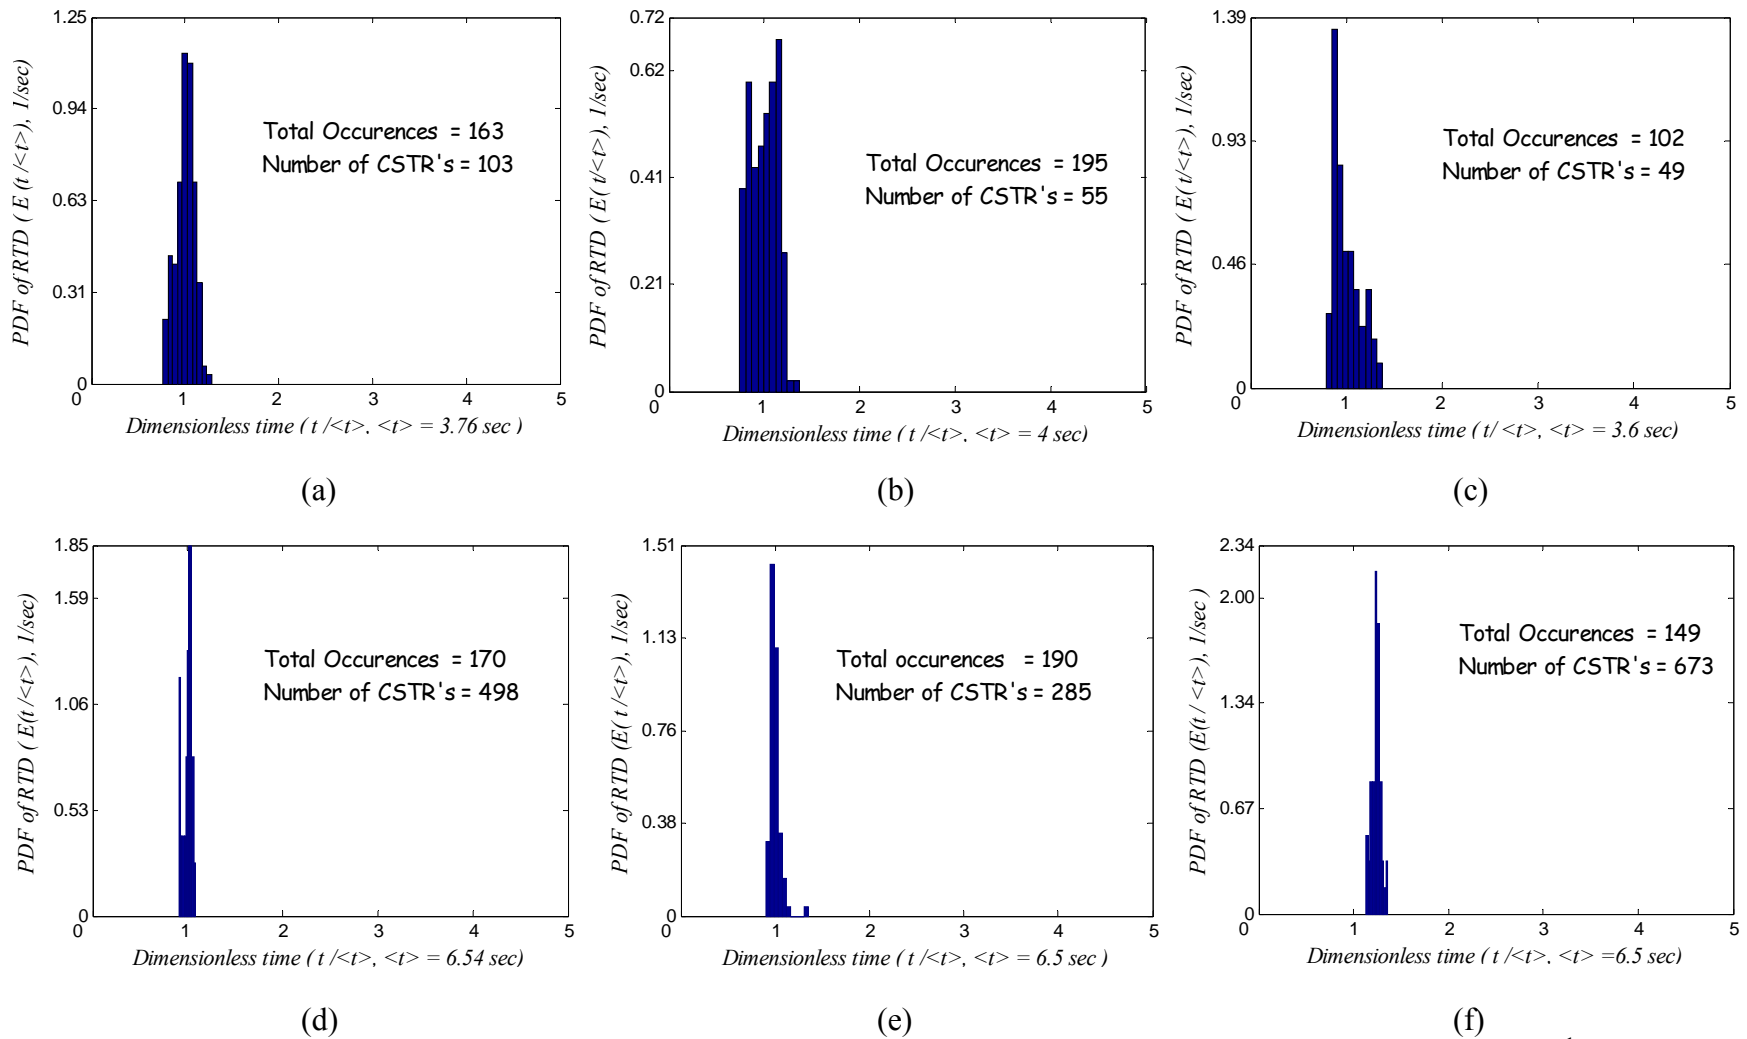 PDF of RTD ( E (t /<t>), 1/sec)
1.25
0.94
0.63
0.31
0
Total Occurences = 163
Number of CSTR's = 103
0 1 2 3 4 5
Dimensionless time ( t /<t>, <t> = 3.76 sec )
(a)
PDF of RTD ( E( t/<t>), 1/sec)
0.72
0.62
0.41
0.21
0
Total Occurences = 195
Number of CSTR's = 55
0 1 2 3 4 5
Dimensionless time ( t /<t>, <t> = 4 sec)
(b)
PDF of RTD ( E(t/<t>), 1/sec)
1.39
0.93
0.46
0
Total Occurences = 102
Number of CSTR's = 49
0 1 2 3 4 5
Dimensionless time ( t/ <t>, <t> = 3.6 sec)
(c)
PDF of RTD ( E(t /<t>), 1/sec)
1.85
1.59
1.06
0.53
0
Total Occurences = 170
Number of CSTR's = 498
0 1 2 3 4 5
Dimensionless time ( t /<t>, <t> = 6.54 sec)
(d)
PDF of RTD (E( t /<t>), 1/sec)
1.51
1.13
0.76
0.38
0
Total occurences = 190
Number of CSTR's = 285
0 1 2 3 4 5
Dimensionless time ( t /<t>, <t> = 6.5 sec )
(e)
PDF of RTD (E(t / <t>), 1/sec )
2.34
2.00
1.34
0.67
0
Total Occurences = 149
Number of CSTR's = 673
0 1 2 3 4 5
Dimensionless time ( t /<t>, <t> =6.5 sec)
(f)